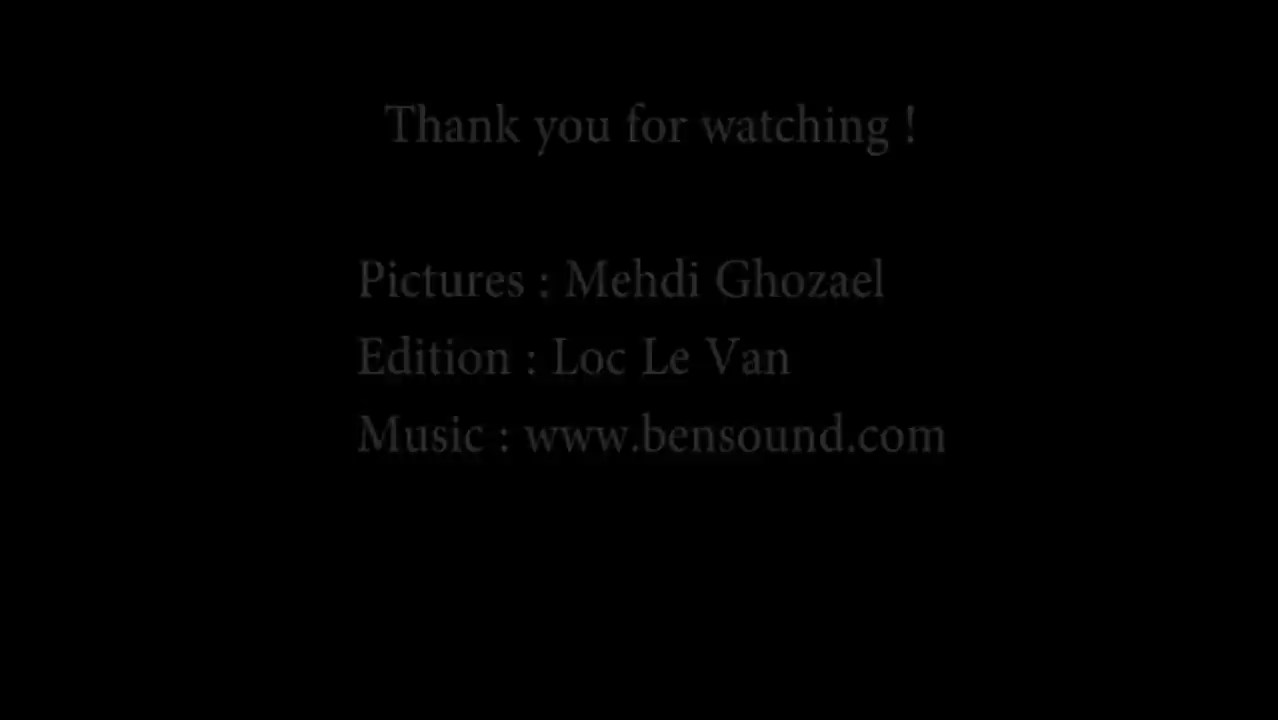 Thank you for watching !
Pictures : Mehdi Ghozael
Edition : Loc Le Van
Music : www.bensound.com